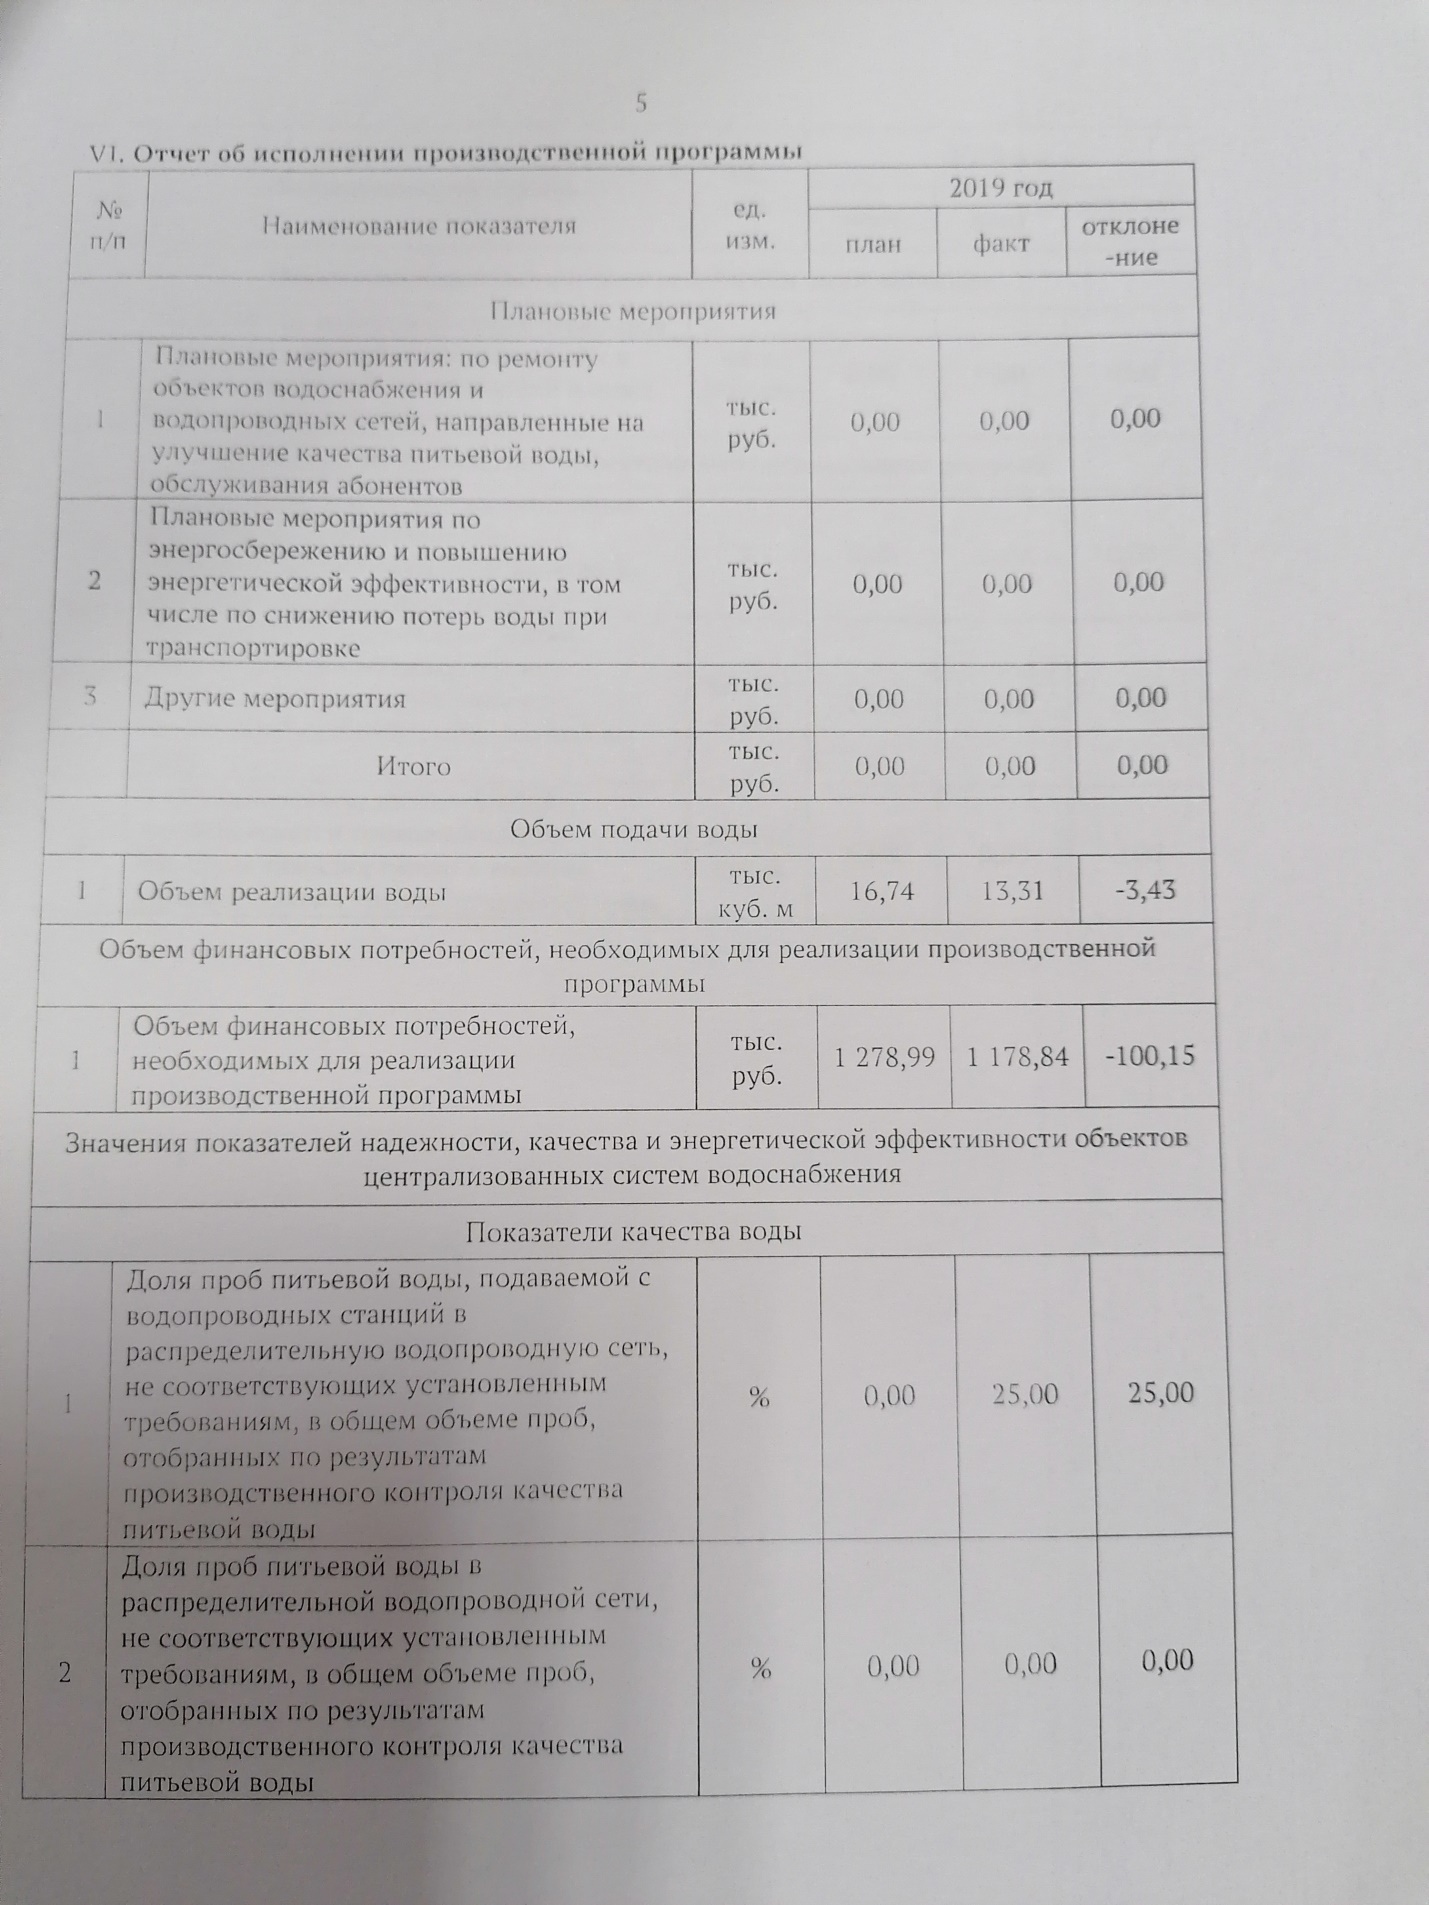 5
VI. Отчет об исполнении производственной программы
№
п/п
Наименование показателя
ед.
изм.
2019 год
план
факт
отклоне
-ние
Плановые мероприятия
1
Плановые мероприятия: по ремонту
объектов водоснабжения и
водопроводных сетей, направленные на
улучшение качества питьевой воды,
обслуживания абонентов
тыс.
руб.
0,00
0,00
0,00
2
Плановые мероприятия по
энергосбережению и повышению
энергетической эффективности, в том
числе по снижению потерь воды при
транспортировке
тыс.
руб.
0,00
0,00
0,00
3
Другие мероприятия
тыс.
руб.
0,00
0,00
0,00
Итого
тыс.
руб.
0,00
0,00
0,00
Объем подачи воды
1
Объем реализации воды
тыс.
куб. м
16,74
13,31
-3,43
Объем финансовых потребностей, необходимых для реализации производственной
программы
1
Объем финансовых потребностей,
необходимых для реализации
производственной программы
тыс.
руб.
1 278,99
1 178,84
-100,15
Значения показателей надежности, качества и энергетической эффективности объектов
централизованных систем водоснабжения
Показатели качества воды
1
Доля проб питьевой воды, подаваемой с
водопроводных станций в
распределительную водопроводную сеть,
не соответствующих установленным
требованиям, в общем объеме проб,
отобранных по результатам
производственного контроля качества
питьевой воды
%
0,00
25,00
25,00
2
Доля проб питьевой воды в
распределительной водопроводной сети,
не соответствующих установленным
требованиям, в общем объеме проб,
отобранных по результатам
производственного контроля качества
питьевой воды
%
0,00
0,00
0,00